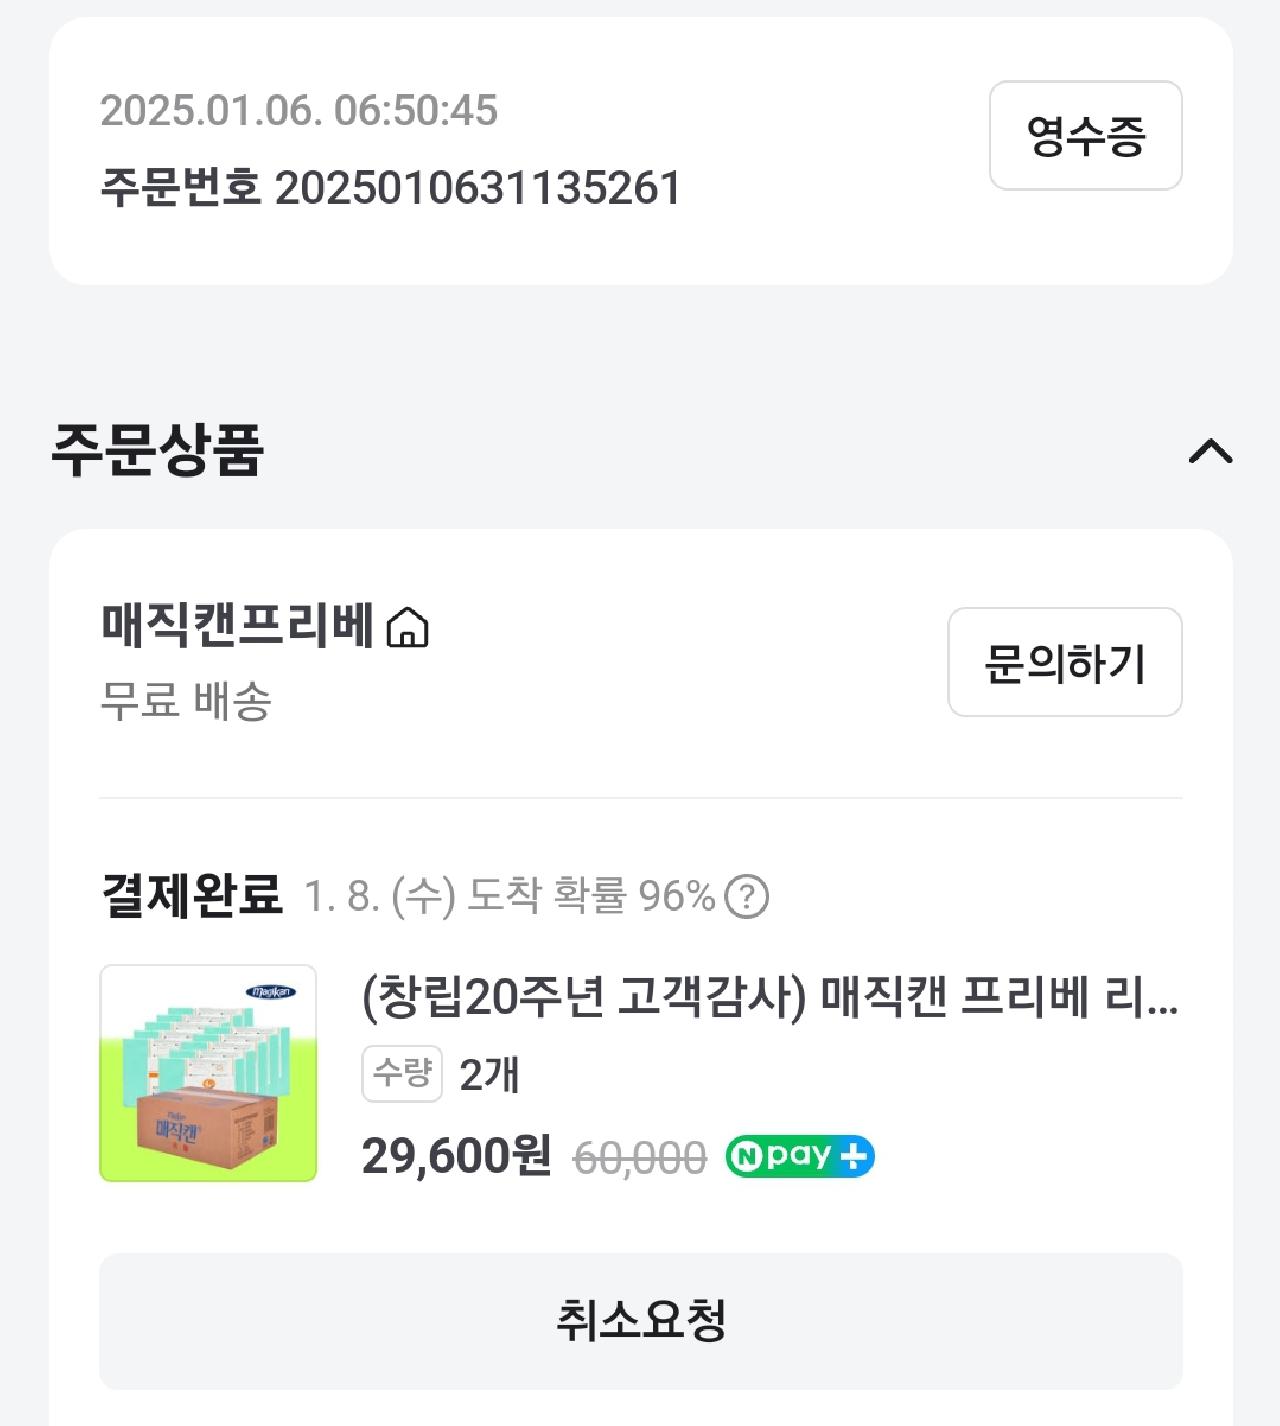 2025.01.06. 06:50:45
영수증
주문번호 2025010631135261
주문상품
매직캔프리베
무료 배송
문의하기
결제완료 1. 8. (수) 도착 확률 96% ?
Magikan
매직캔
(창립20주년 고객감사) 매직캔 프리베 리...
수량 2개
29,600원 60,000 N pay +
취소요청